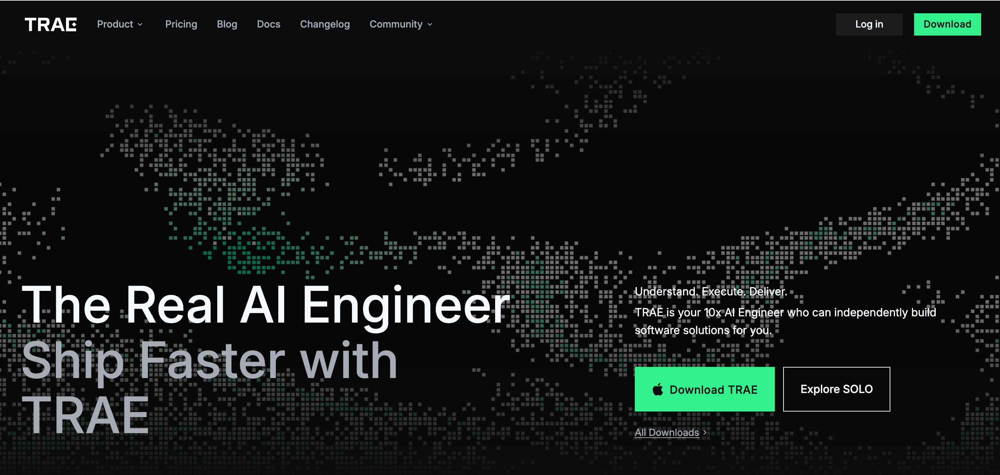 TRAE
Product
Pricing
Blog
Docs
Changelog
Community
Log in
Download
The Real AI Engineer
Ship Faster with
TRAE
Understand. Execute. Deliver.
TRAE is your 10x AI Engineer who can independently build
software solutions for you.
Download TRAE
Explore SOLO
All Downloads